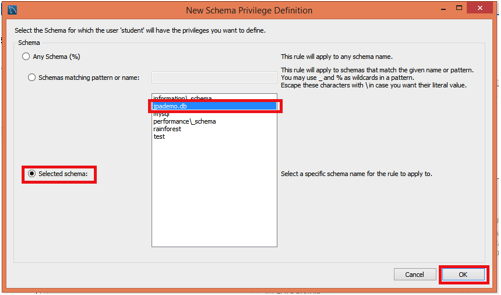 New Schema Privilege Definition
Select the Schema for which the user 'student' will have the privileges you want to define.
Schema
Any Schema (%)
This rule will apply to any schema name.
Schemas matching pattern or name:
This rule will apply to schemas that match the given name or pattern.
You may use _ and % as wildcards in a pattern.
Escape these characters with \in case you want their literal value.
information\_schema
jpademo.db
mysql
performance\_schema
rainforest
test
Selected schema:
Select a specific schema name for the rule to apply to.
Cancel
OK